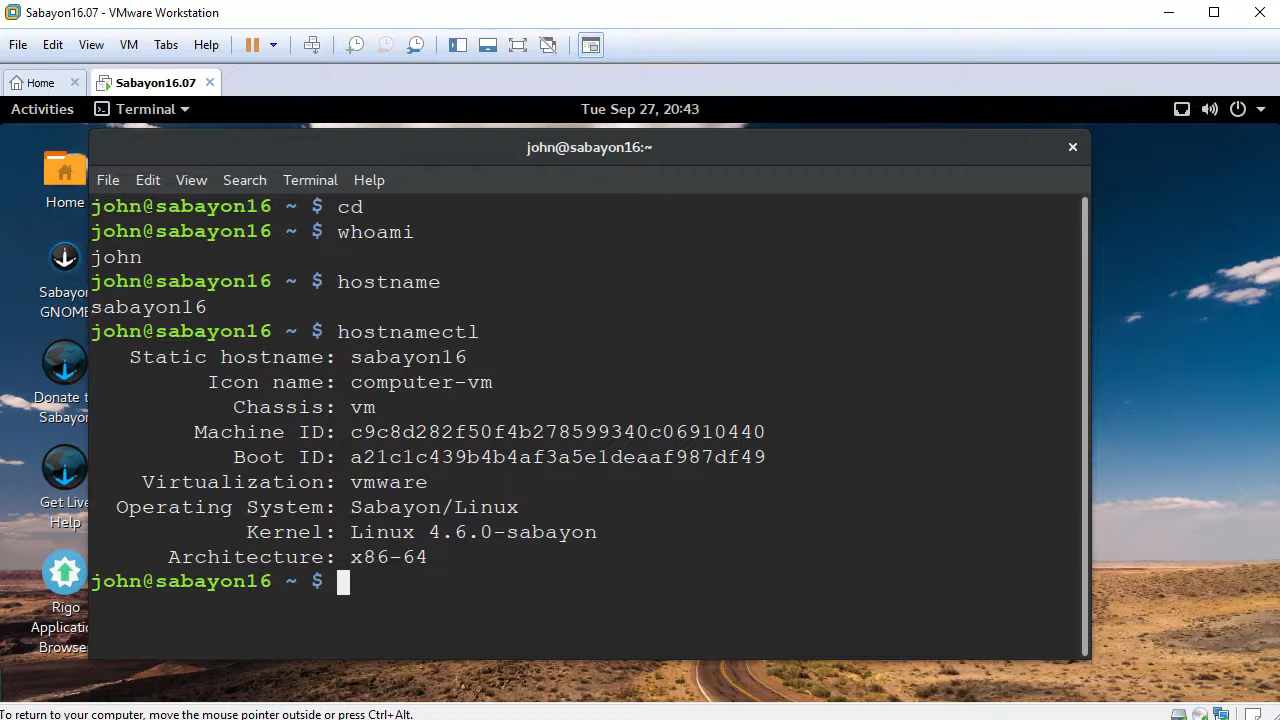 Sabayon16.07 - VMware Workstation
File Edit View VM Tabs Help
Home Sabayon16.07
Activities Terminal Tue Sep 27, 20:43
john@sabayon16:~
File Edit View Search Terminal Help
john@sabayon16 ~ $ cd
john@sabayon16 ~ $ whoami
john
john@sabayon16 ~ $ hostname
sabayon16
john@sabayon16 ~ $ hostnamectl
Static hostname: sabayon16
Icon name: computer-vm
Chassis: vm
Machine ID: c9c8d282f50f4b278599340c06910440
Boot ID: a21c1c439b4b4af3a5e1deaaf987df49
Virtualization: vmware
Operating System: Sabayon/Linux
Kernel: Linux 4.6.0-sabayon
Architecture: x86-64
john@sabayon16 ~ $
Home
Sabayo
GNOME
Donate t
Sabayo
Get Live
Help
Rigo
Applicatio
Browse
To return to your computer, move the mouse pointer outside or press Ctrl+Alt.